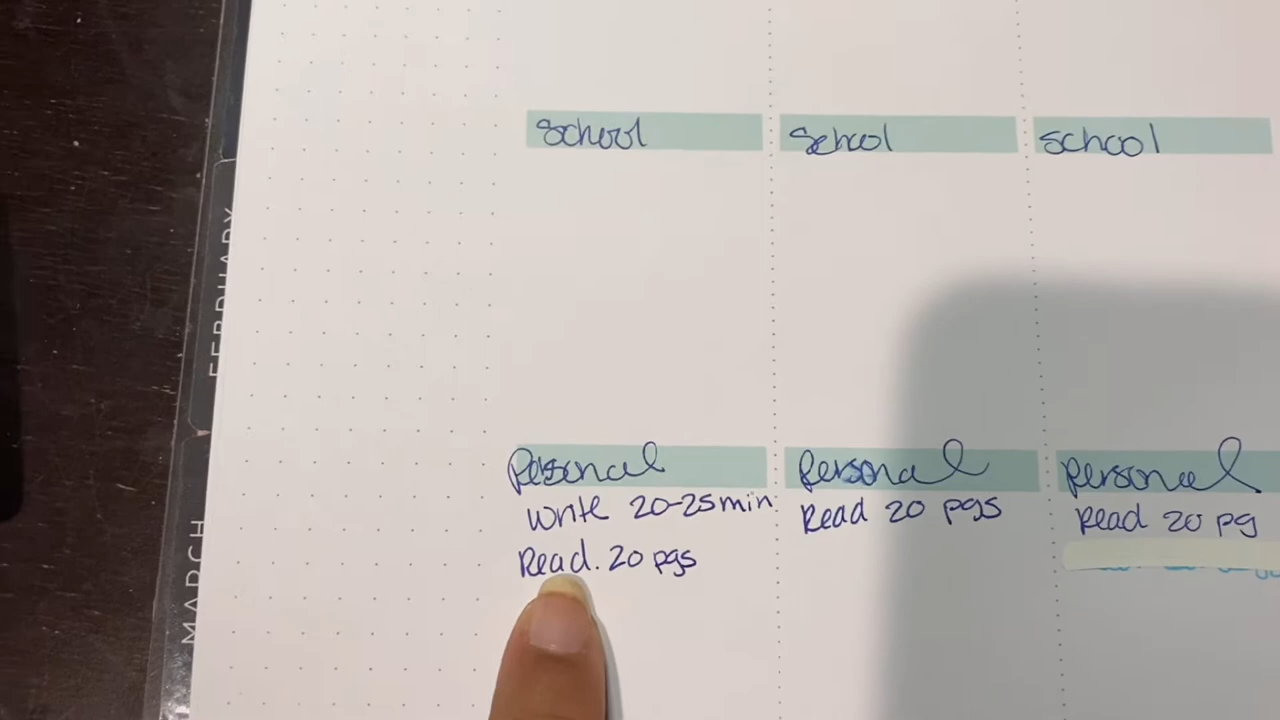 FEBRUARY
MARCH
School
School
School
Personal
Write 20-25min
Read. 20 pgs
Personal
Read 20 pgs
Personal
Read 20 pg